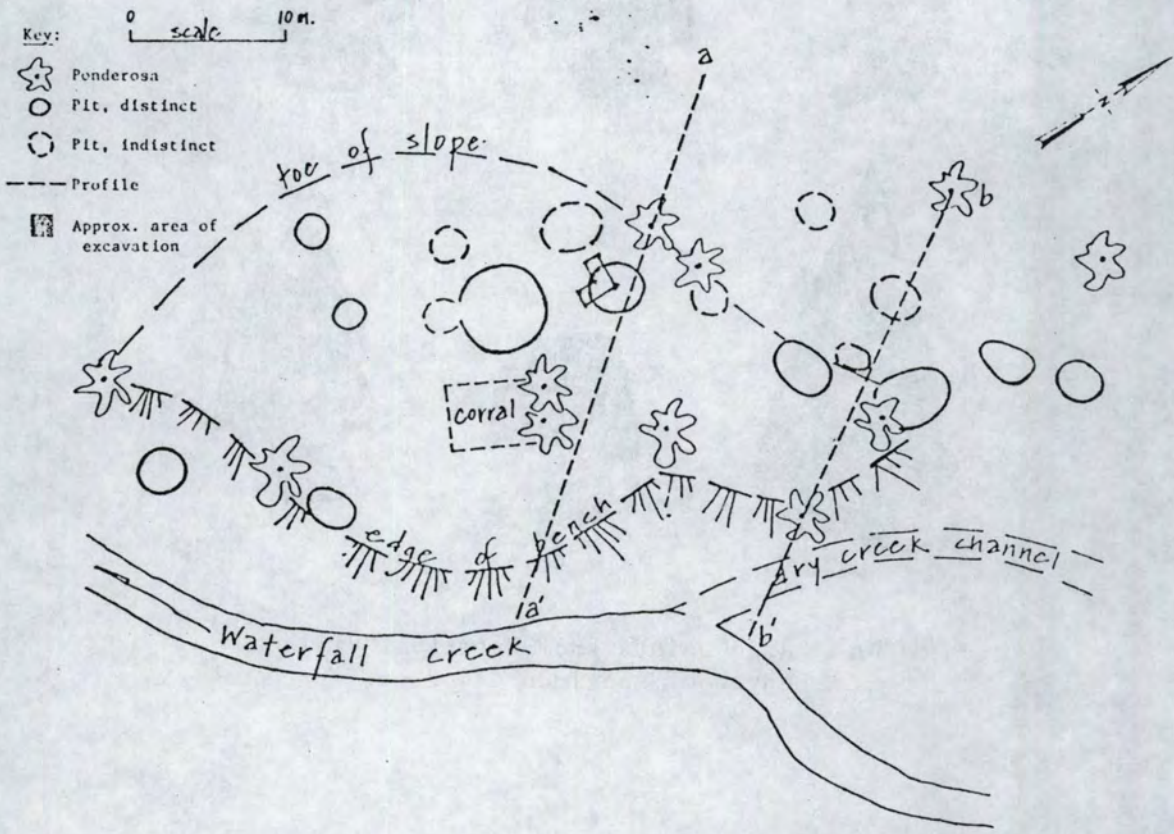 0 10 m.
scale
Key:
Ponderosa
Pit, distinct
Pit, indistinct
Profile
Approx. area of
excavation
a
N
toe of slope
b
corral
edge of bench
dry creek channel
a'
b'
Waterfall creek